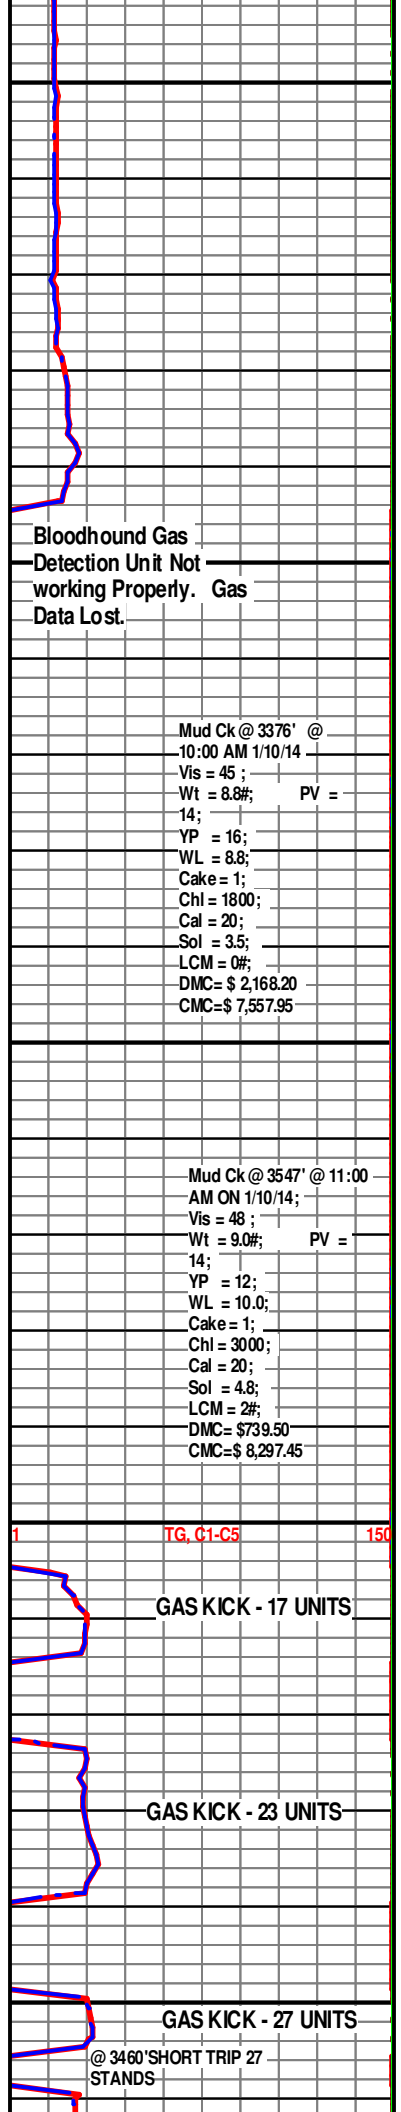 Bloodhound Gas
Detection Unit Not
working Properly. Gas
Data Lost.
Mud Ck @ 3376' @
10:00 AM 1/10/14
Vis = 45 ;
Wt = 8.8#; PV =
14;
YP = 16;
WL = 8.8;
Cake = 1;
Chl = 1800;
Cal = 20;
Sol = 3.5;
LCM = 0#;
DMC= $ 2,168.20
CMC=$ 7,557.95
Mud Ck @ 3547' @ 11:00
AM ON 1/10/14;
Vis = 48 ;
Wt = 9.0#; PV =
14;
YP = 12;
WL = 10.0;
Cake = 1;
Chl = 3000;
Cal = 20;
Sol = 4.8;
LCM = 2#;
DMC= $739.50
CMC=$ 8,297.45
1 TG, C1-C5 150
GAS KICK - 17 UNITS
GAS KICK - 23 UNITS
GAS KICK - 27 UNITS
@ 3460'SHORT TRIP 27
STANDS